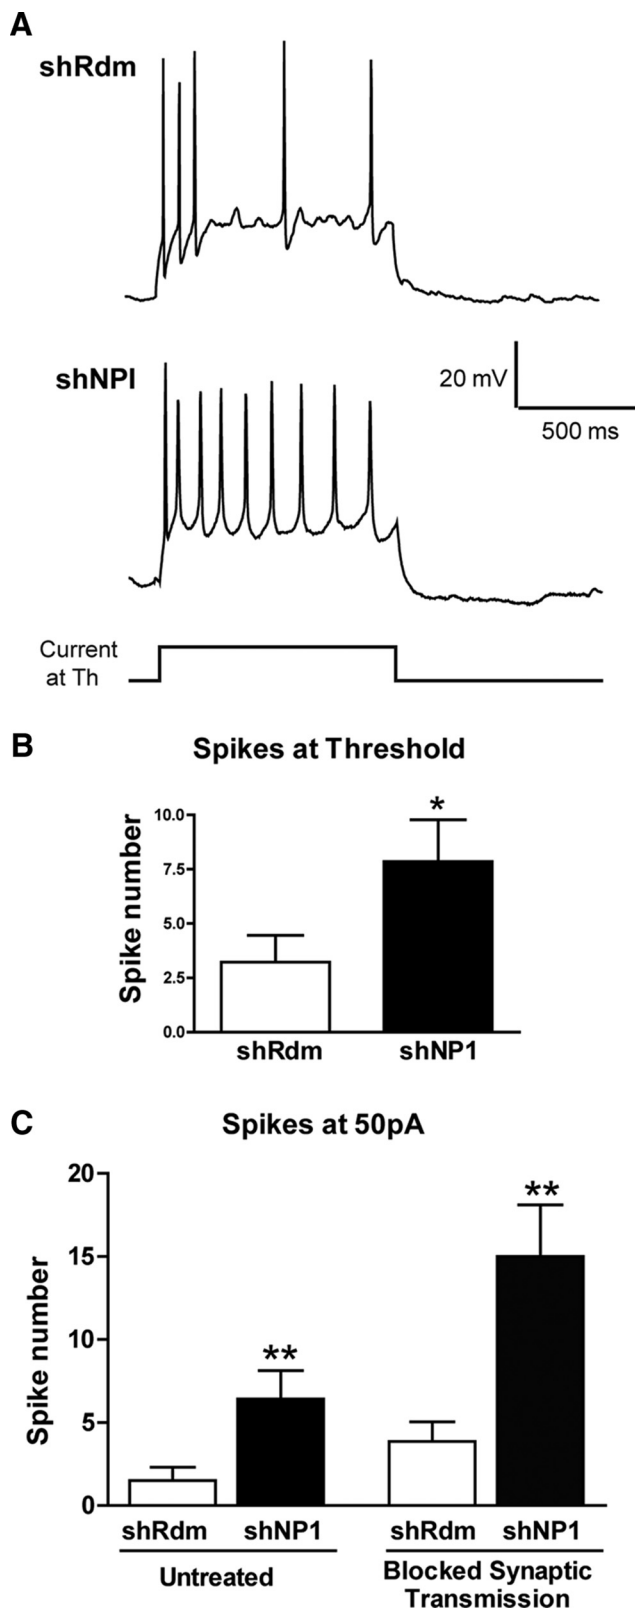 A
shRdm
shNPI
20 mV
500 ms
Current
at Th
B
Spikes at Threshold
*
Spike number
10.0
7.5
5.0
2.5
0.0
shRdm
shNP1
C
Spikes at 50pA
**
**
Spike number
20
15
10
5
0
shRdm
shNP1
shRdm
shNP1
Untreated
Blocked Synaptic
Transmission